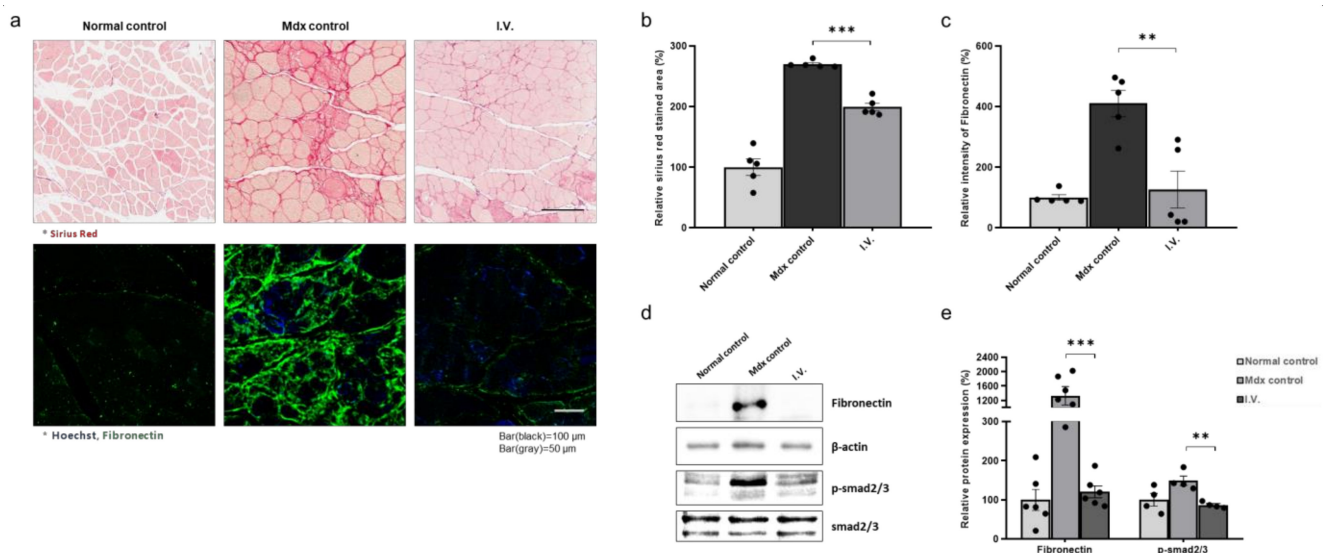 a
Normal control
Mdx control
I.V.
* Sirius Red
* Hoechst, Fibronectin
Bar(black)=100 μm
Bar(gray)=50 μm
b
Relative sirius red stained area (%)
300
200
100
0
***
Normal control
Mdx control
I.V.
c
Relative intensity of Fibronectin (%)
600
400
200
0
**
Normal control
Mdx control
I.V.
d
Normal control
Mdx control
I.V.
Fibronectin
β-actin
p-smad2/3
smad2/3
e
Relative protein expression (%)
2400
2000
1600
1200
300
200
100
0
***
**
Fibronectin
p-smad2/3
Normal control
Mdx control
I.V.